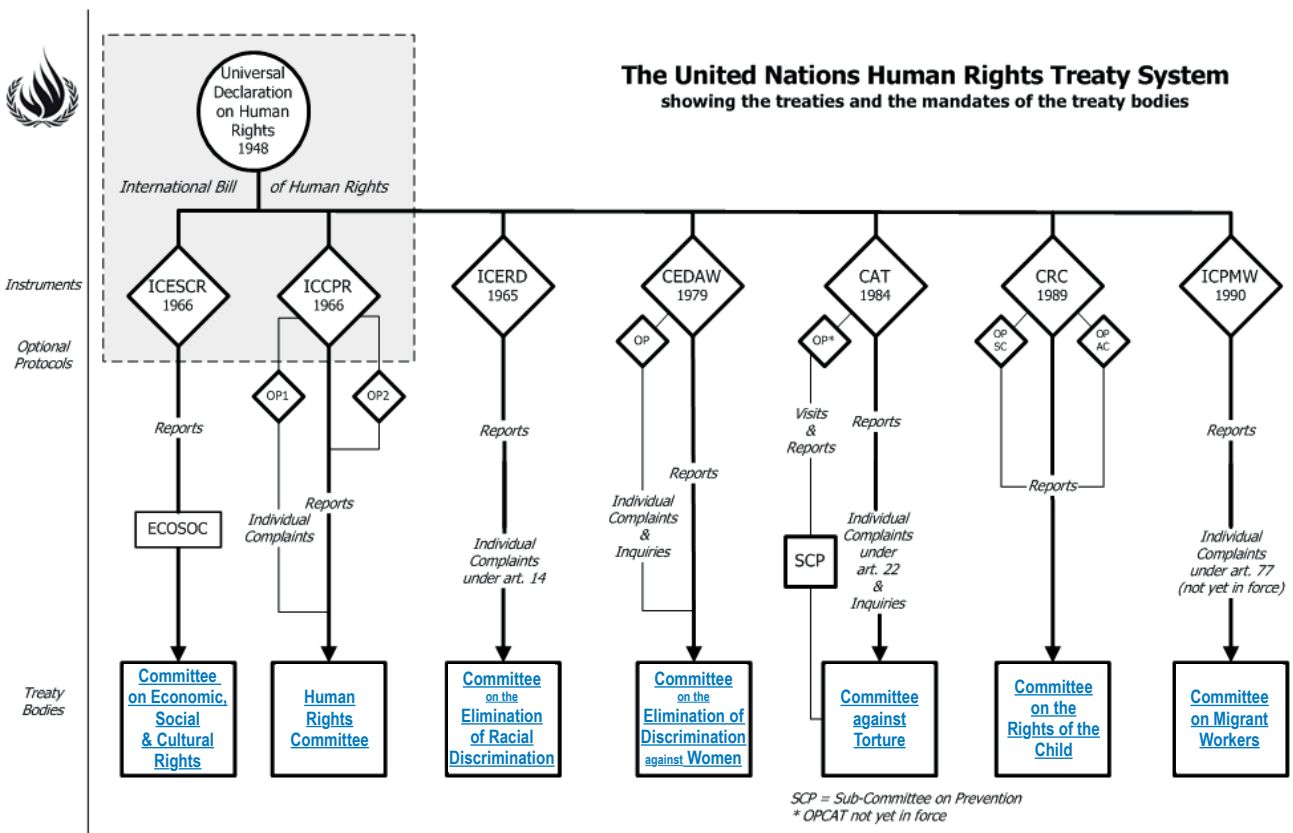 The United Nations Human Rights Treaty System
showing the treaties and the mandates of the treaty bodies
Universal
Declaration
on Human
Rights
1948
International Bill
of Human Rights
Instruments
ICESCR
1966
ICCPR
1966
ICERD
1965
CEDAW
1979
CAT
1984
CRC
1989
ICPMW
1990
Optional
Protocols
OP1
OP2
OP
OP*
OP
SC
OP
AC
Reports
ECOSOC
Individual
Complaints
Reports
Reports
Individual
Complaints
under art. 14
Individual
Complaints
&
Inquiries
Reports
Visits
&
Reports
SCP
Reports
Individual
Complaints
under
art. 22
&
Inquiries
Reports
Reports
Individual
Complaints
under art. 77
(not yet in force)
Treaty
Bodies
Committee
on Economic,
Social
& Cultural
Rights
Human
Rights
Committee
Committee
on the
Elimination
of Racial
Discrimination
Committee
on the
Elimination of
Discrimination
against Women
Committee
against
Torture
Committee
on the
Rights of the
Child
Committee
on Migrant
Workers
SCP = Sub-Committee on Prevention
* OPCAT not yet in force